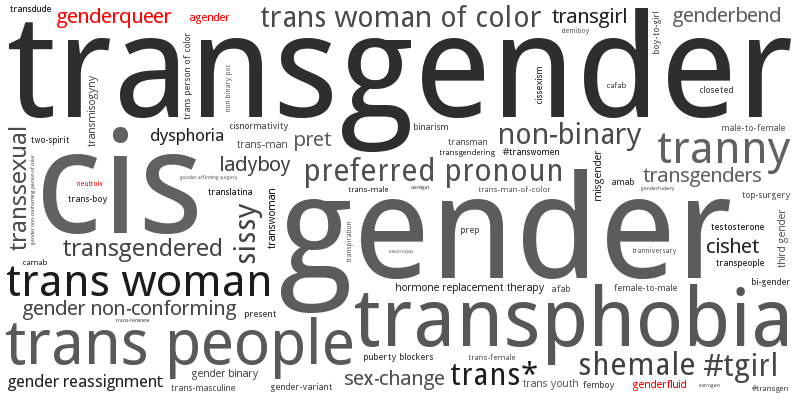 transdude
genderqueer
agender
trans woman of color
transgirl
genderbend
demiboy
boy-to-girl
transgender
trans person of color
non-binary poc
cissexism
cafab
closeted
transmisogyny
cisnormativity
binarism
two-spirit
dysphoria
trans-man
pret
transman
non-binary
male-to-female
transgendering
#transwomen
tranny
transsexual
gender non-conforming person of color
cis
ladyboy
preferred pronoun
misgender
transgenders
gender affirming surgery
neutrois
trans-boy
translatina
trans-male
trans-man-of-color
amab
genderfuckery
top-surgery
gender
sissy
transwoman
transpiration
prep
testosterone
third gender
transgendered
tranniversary
cishet
transpeople
camab
trans woman
hormone replacement therapy
afab
female-to-male
bi-gender
gender non-conforming
present
trans-feminine
transphobia
trans people
puberty blockers
trans-female
shemale
#tgirl
gender reassignment
gender binary
sex-change
trans*
trans youth
femboy
genderfluid
estrogen
#transgen
trans-masculine
gender-variant